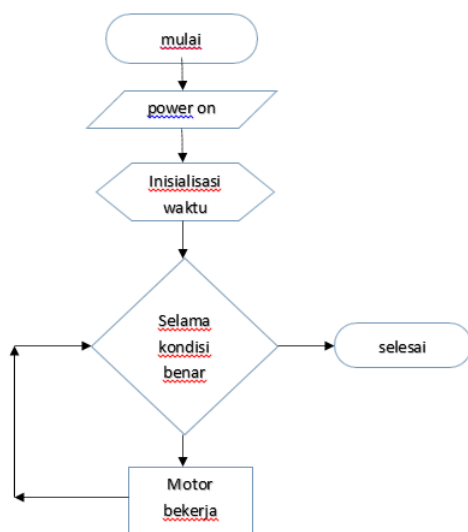 mulai
power on
Inisialisasi
waktu
Selama
kondisi
benar
selesai
Motor
bekerja